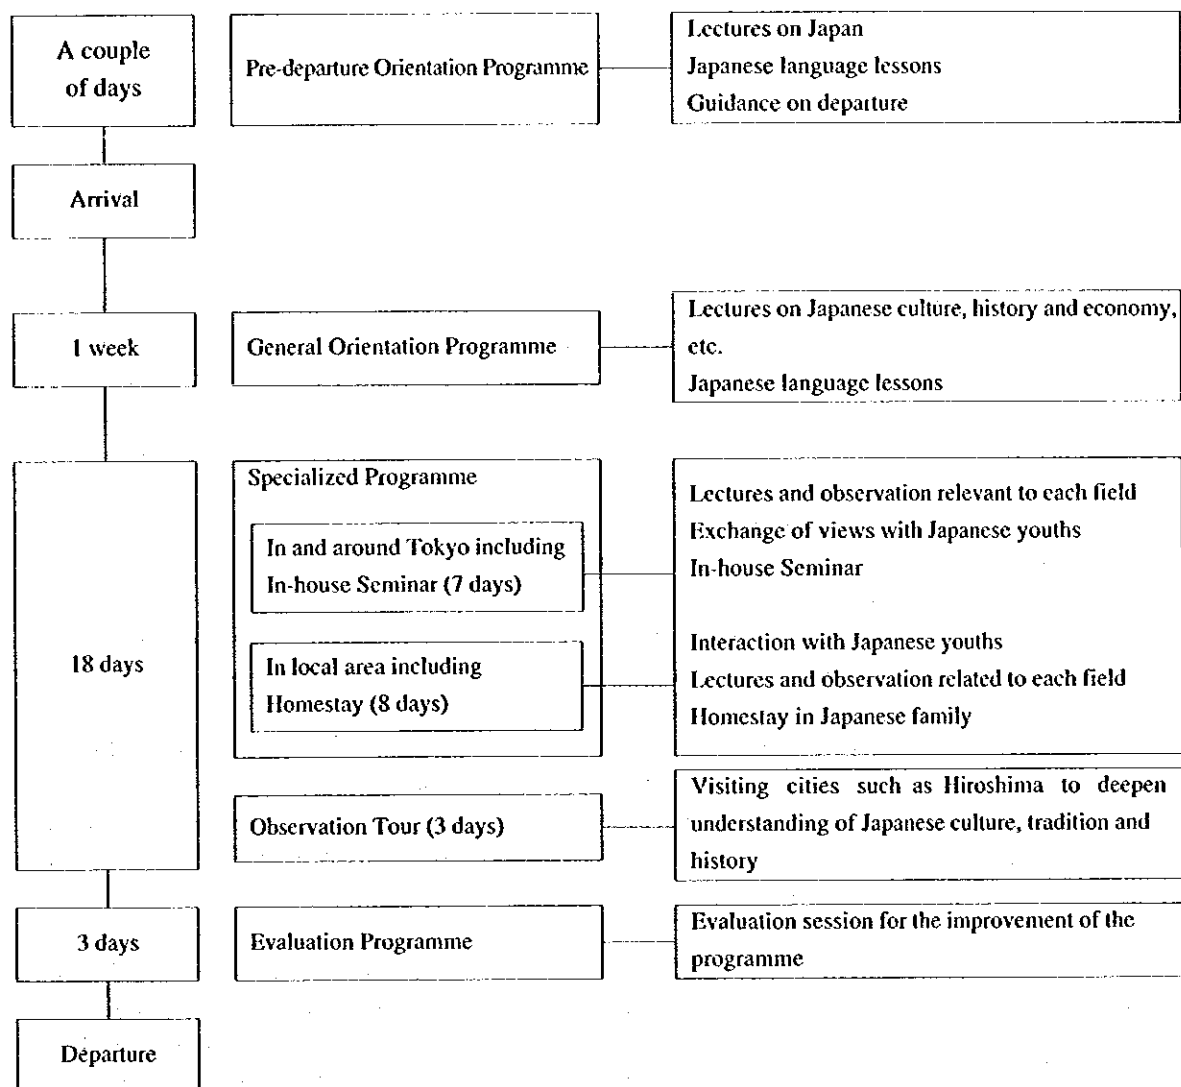 A couple
of days
Pre-departure Orientation Programme
Lectures on Japan
Japanese language lessons
Guidance on departure
Arrival
1 week
General Orientation Programme
Lectures on Japanese culture, history and economy,
etc.
Japanese language lessons
18 days
Specialized Programme
In and around Tokyo including
In-house Seminar (7 days)
Lectures and observation relevant to each field
Exchange of views with Japanese youths
In-house Seminar
In local area including
Homestay (8 days)
Interaction with Japanese youths
Lectures and observation related to each field
Homestay in Japanese family
Observation Tour (3 days)
Visiting cities such as Hiroshima to deepen
understanding of Japanese culture, tradition and
history
3 days
Evaluation Programme
Evaluation session for the improvement of the
programme
Departure